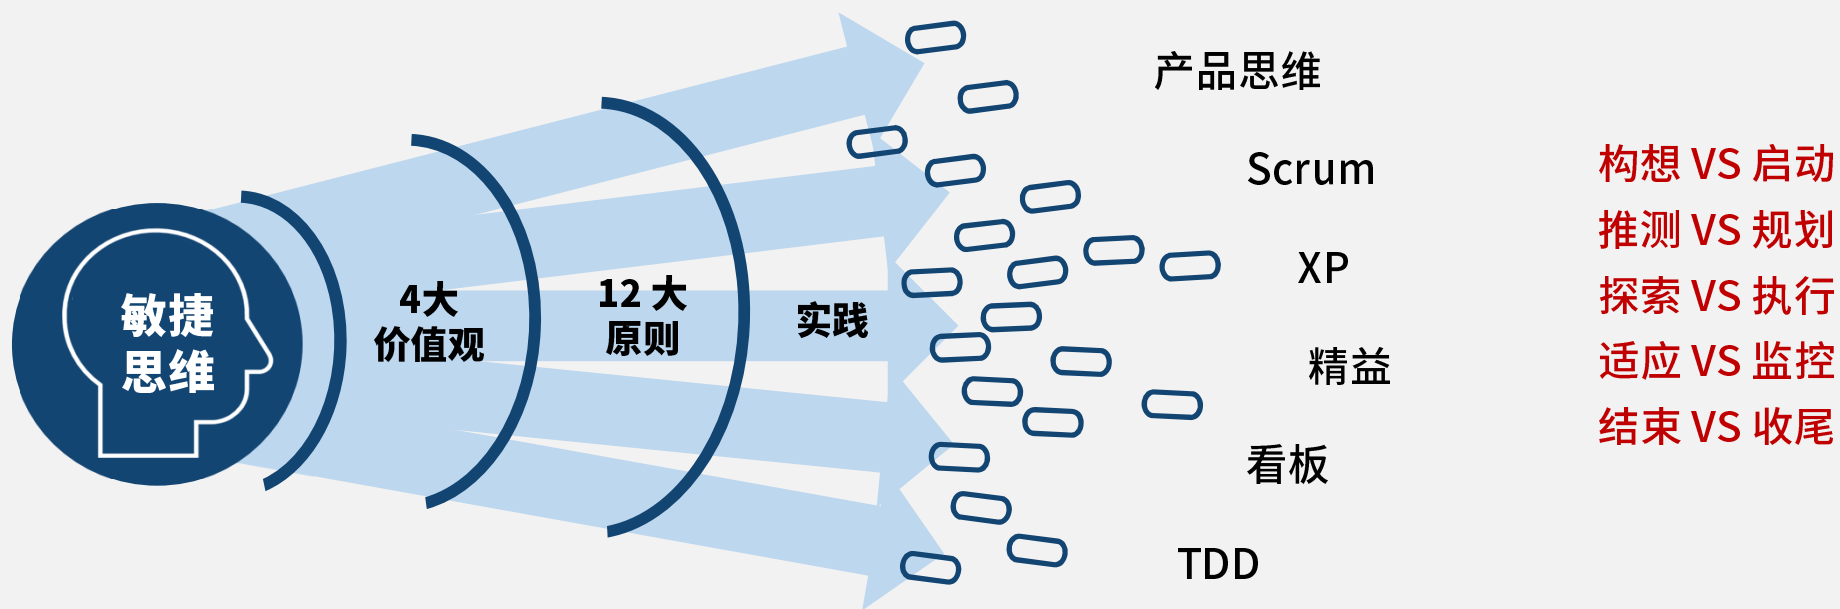 敏捷
思维
4大
价值观
12 大
原则
实践
产品思维
Scrum
XP
精益
看板
TDD
构想 VS 启动
推测 VS 规划
探索 VS 执行
适应 VS 监控
结束 VS 收尾